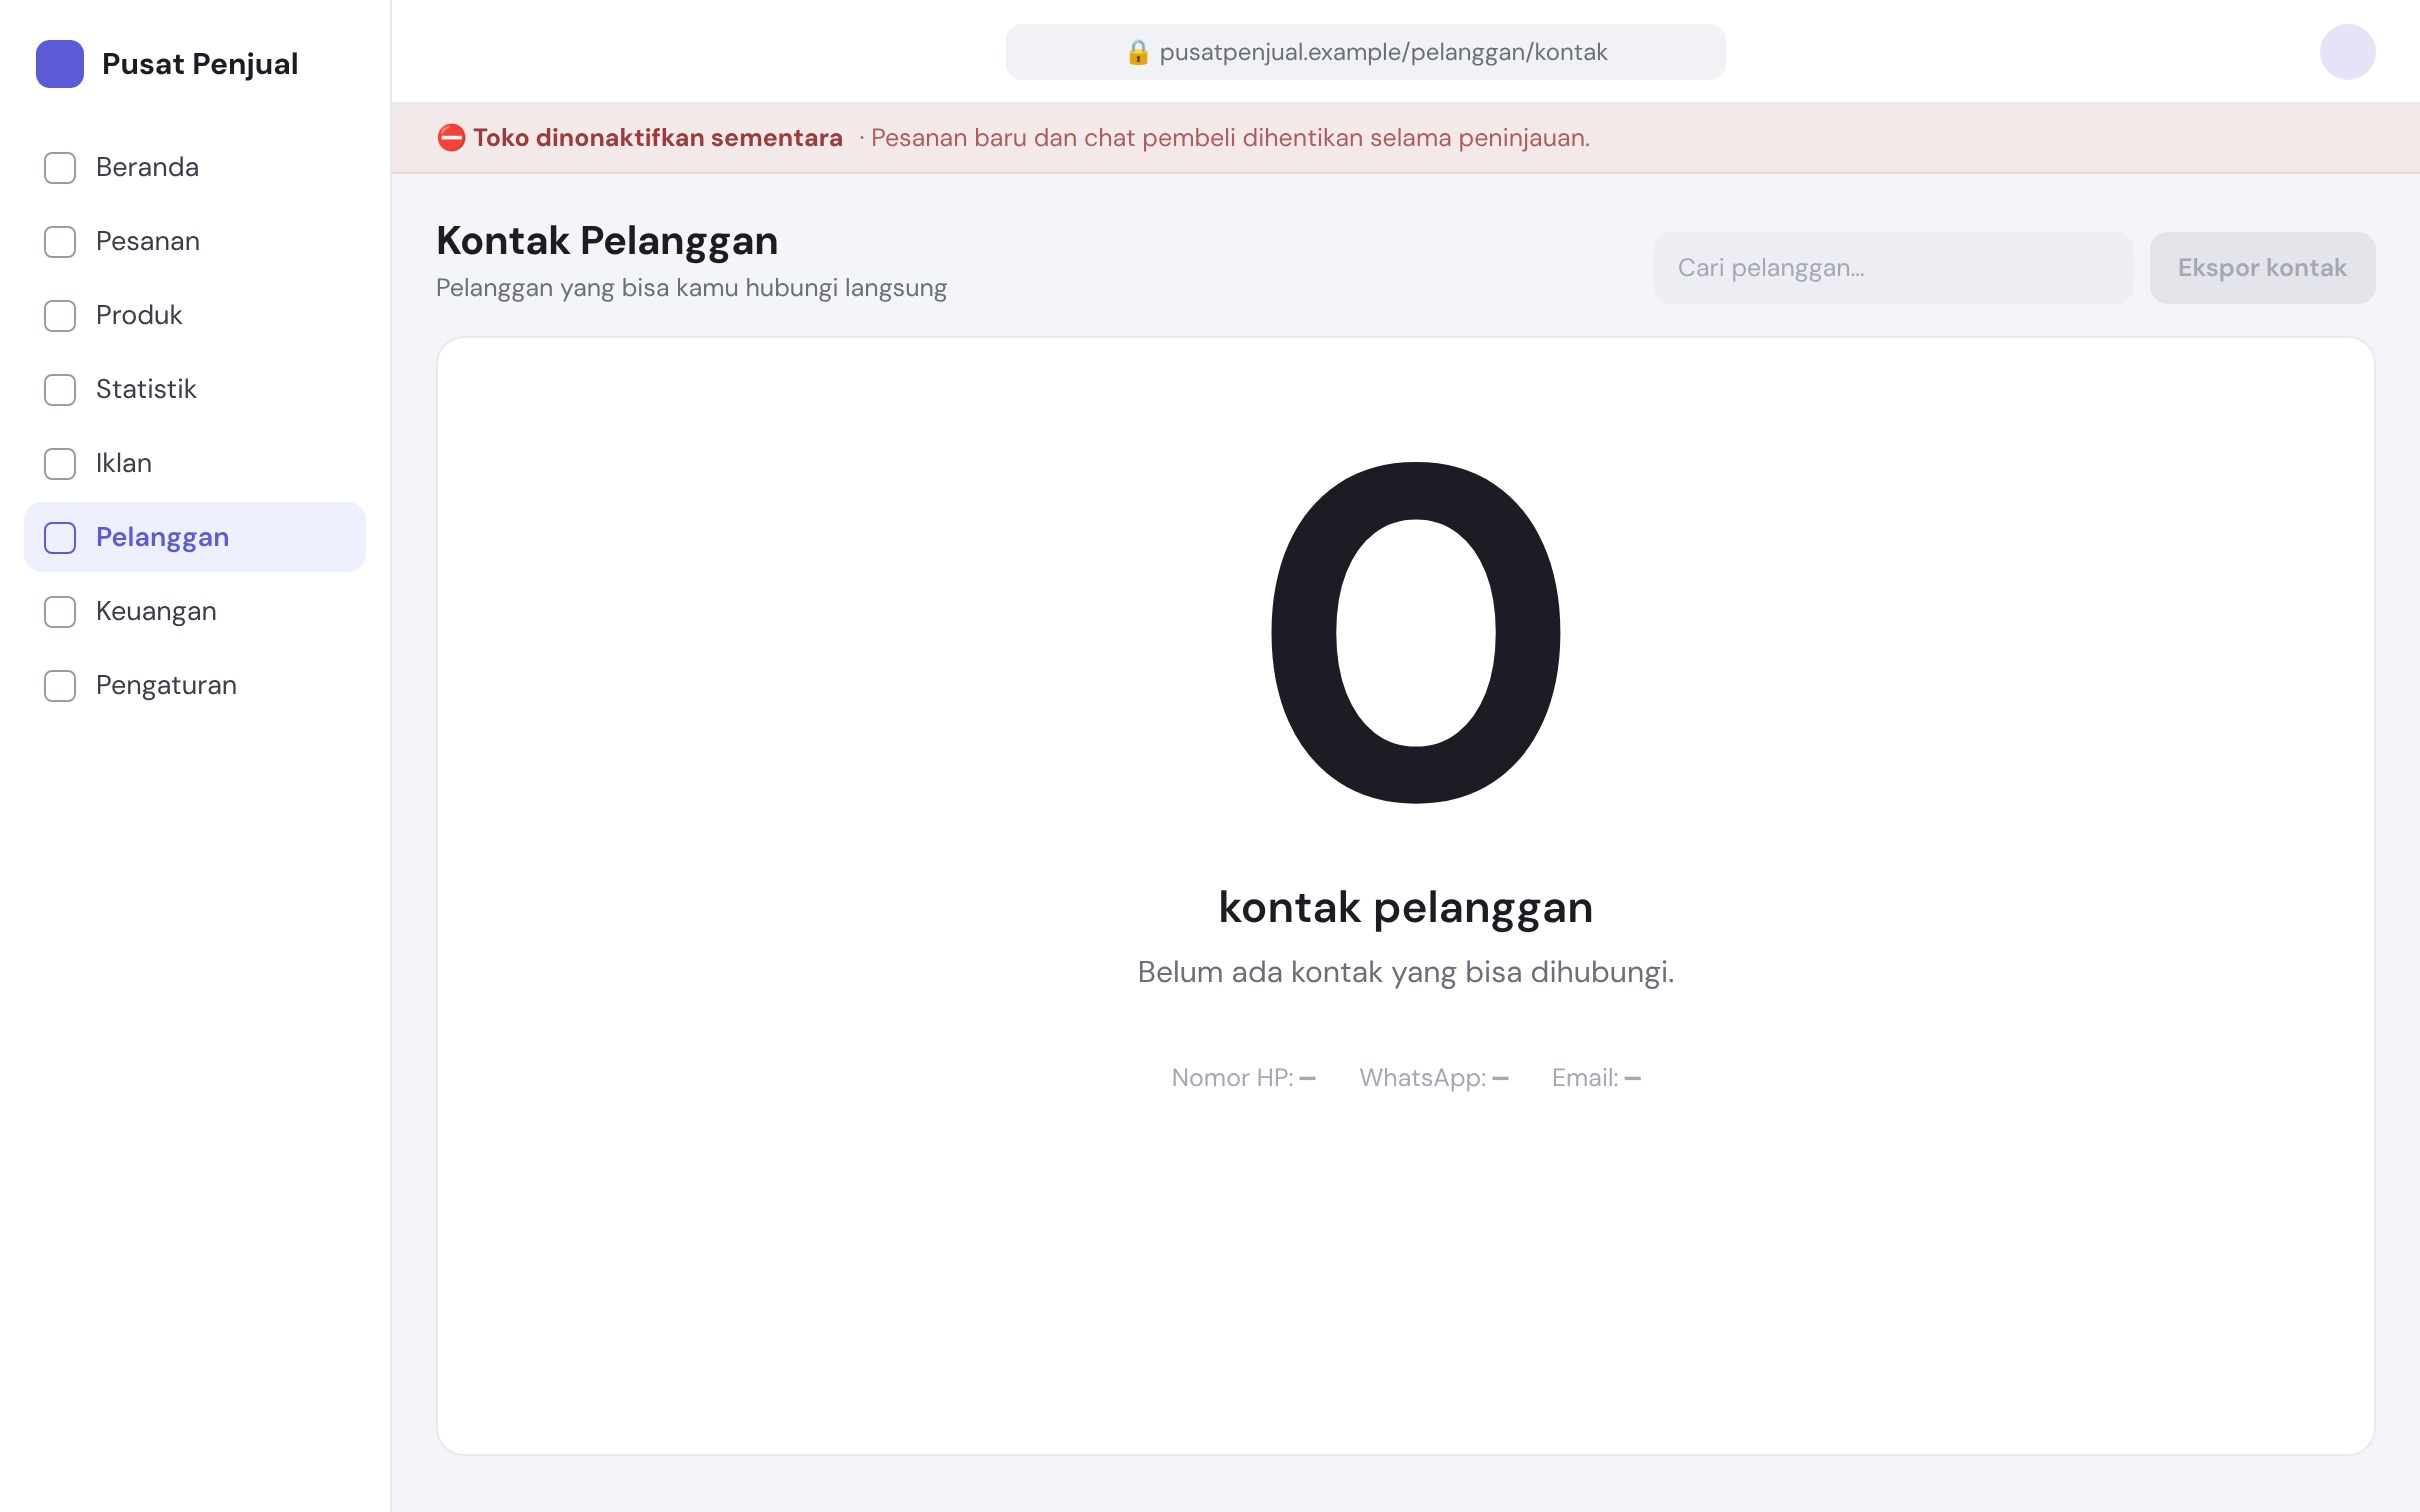 Pusat Penjual
Beranda
Pesanan
Produk
Statistik
Iklan
Pelanggan
Keuangan
Pengaturan
🔒 pusatpenjual.example/pelanggan/kontak
⛔ Toko dinonaktifkan sementara · Pesanan baru dan chat pembeli dihentikan selama peninjauan.
Kontak Pelanggan
Pelanggan yang bisa kamu hubungi langsung
Cari pelanggan...
Ekspor kontak
0
kontak pelanggan
Belum ada kontak yang bisa dihubungi.
Nomor HP: – WhatsApp: – Email: –